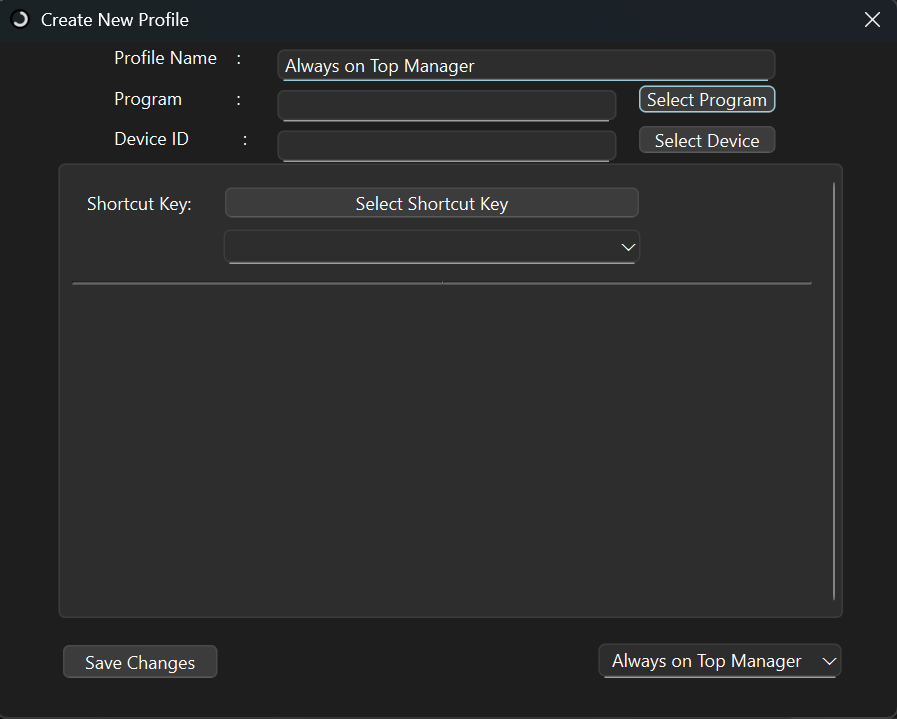 Create New Profile
Profile Name :
Always on Top Manager
Program :
Select Program
Device ID :
Select Device
Shortcut Key:
Select Shortcut Key
Save Changes
Always on Top Manager